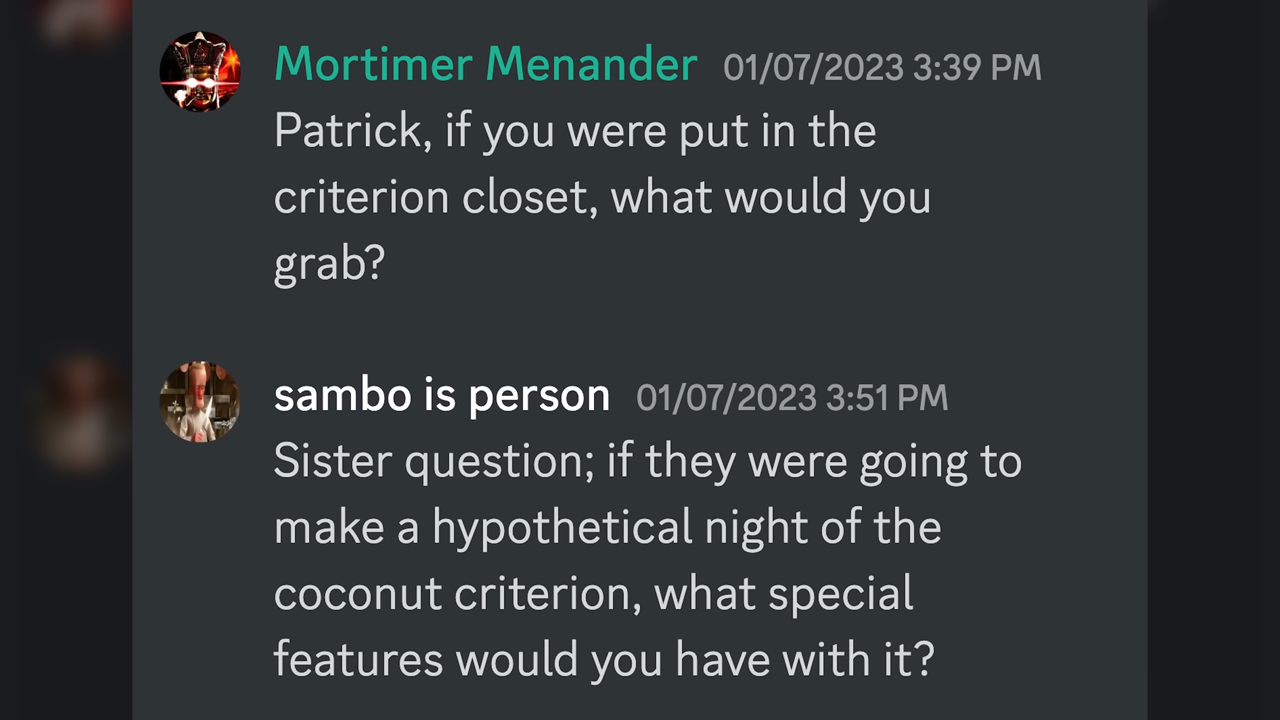 Mortimer Menander 01/07/2023 3:39 PM
Patrick, if you were put in the
criterion closet, what would you
grab?
sambo is person 01/07/2023 3:51 PM
Sister question; if they were going to
make a hypothetical night of the
coconut criterion, what special
features would you have with it?